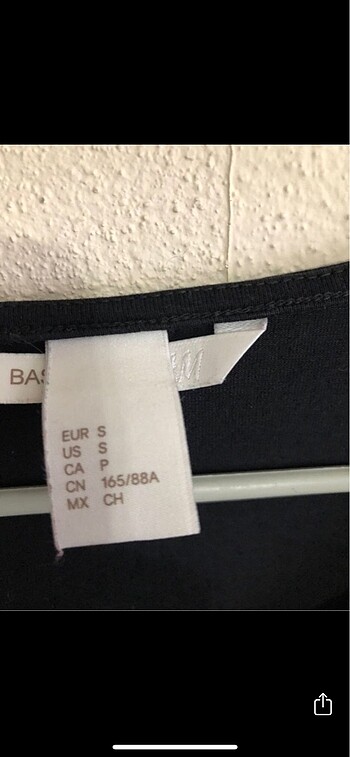 BAS
EUR S
US S
CA P
CN 165/88A
MX CH